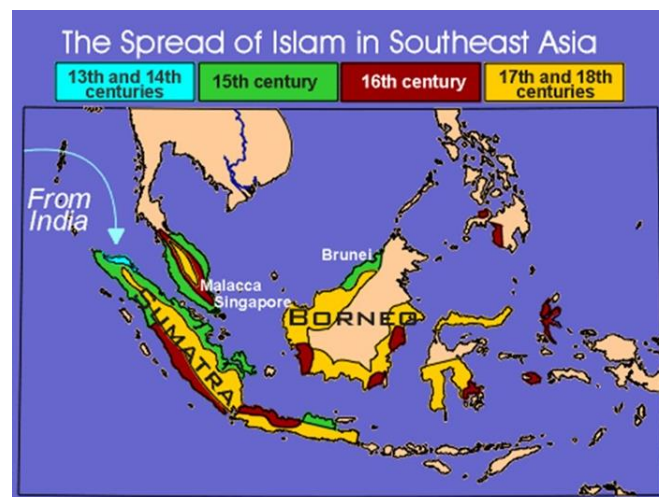 The Spread of Islam in Southeast Asia
13th and 14th
centuries
15th century
16th century
17th and 18th
centuries
From
India
Brunei
Malacca
Singapore
BORNEO
SUMATRA